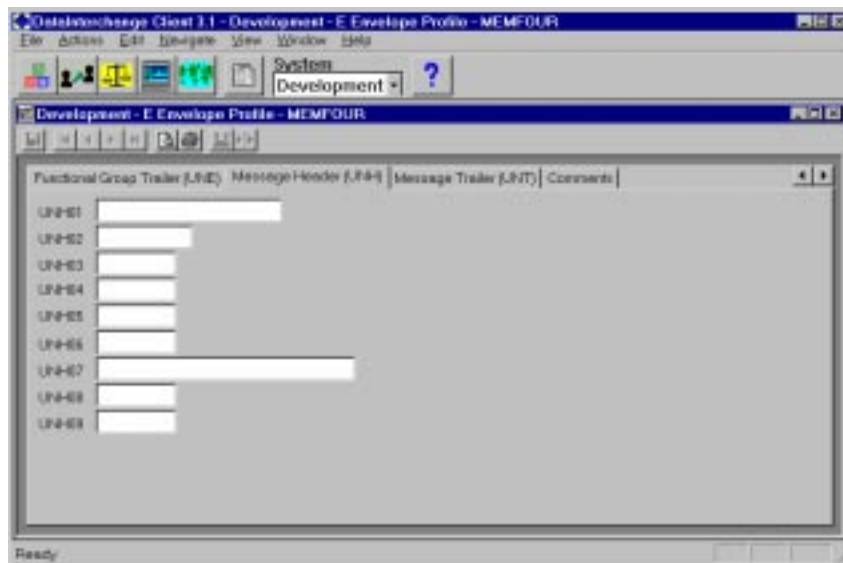 DataInterchange Client 3.1 - Development - E Envelope Profile - MEMFOUR
File Actions Edit Navigate View Window Help
System
Development
?
Development - E Envelope Profile - MEMFOUR
Functional Group Trailer (UNE) Message Header (UNH) Message Trailer (UNT) Comments
UNH01
UNH02
UNH03
UNH04
UNH05
UNH06
UNH07
UNH08
UNH09
Ready